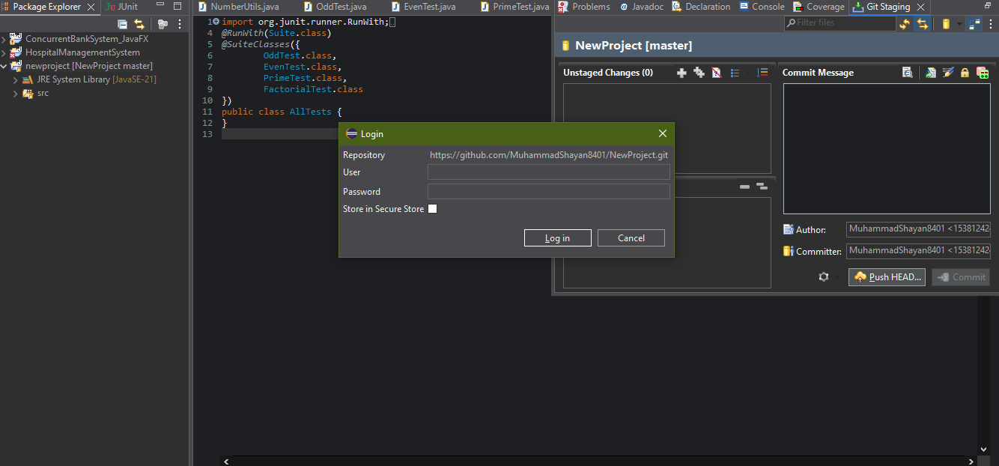 Package Explorer
JUnit
ConcurrentBankSystem_JavaFX
HospitalManagementSystem
newproject [NewProject master]
JRE System Library [JavaSE-21]
src
NumberUtils.java
OddTest.java
EvenTest.java
PrimeTest.java
1 import org.junit.runner.RunWith;
4 @RunWith(Suite.class)
5 @SuiteClasses({
6 OddTest.class,
7 EvenTest.class,
8 PrimeTest.class,
9 FactorialTest.class
10 })
11 public class AllTests {
12 }
13
Problems
Javadoc
Declaration
Console
Coverage
Git Staging
Filter files
NewProject [master]
Unstaged Changes (0)
Commit Message
Author: MuhammadShayan8401 <15381242
Committer: MuhammadShayan8401 <15381242
Push HEAD...
Commit
Login
Repository https://github.com/MuhammadShayan8401/NewProject.git
User
Password
Store in Secure Store
Log in
Cancel